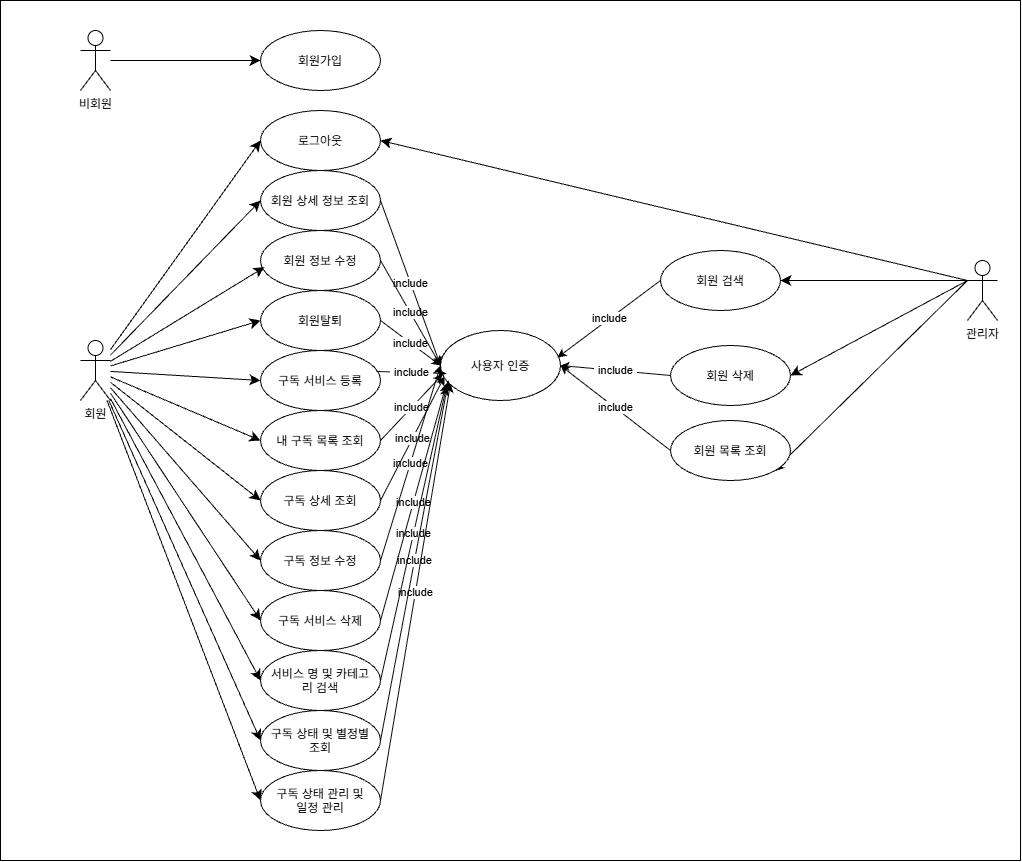 비회원
회원가입
로그아웃
회원 상세 정보 조회
회원 정보 수정
회원탈퇴
구독 서비스 등록
내 구독 목록 조회
구독 상세 조회
구독 정보 수정
구독 서비스 삭제
서비스 명 및 카테고
리 검색
구독 상태 및 별정별
조회
구독 상태 관리 및
일정 관리
회원
include
include
include
include
include
include
include
include
include
include
include
사용자 인증
include
include
include
회원 검색
회원 삭제
회원 목록 조회
관리자